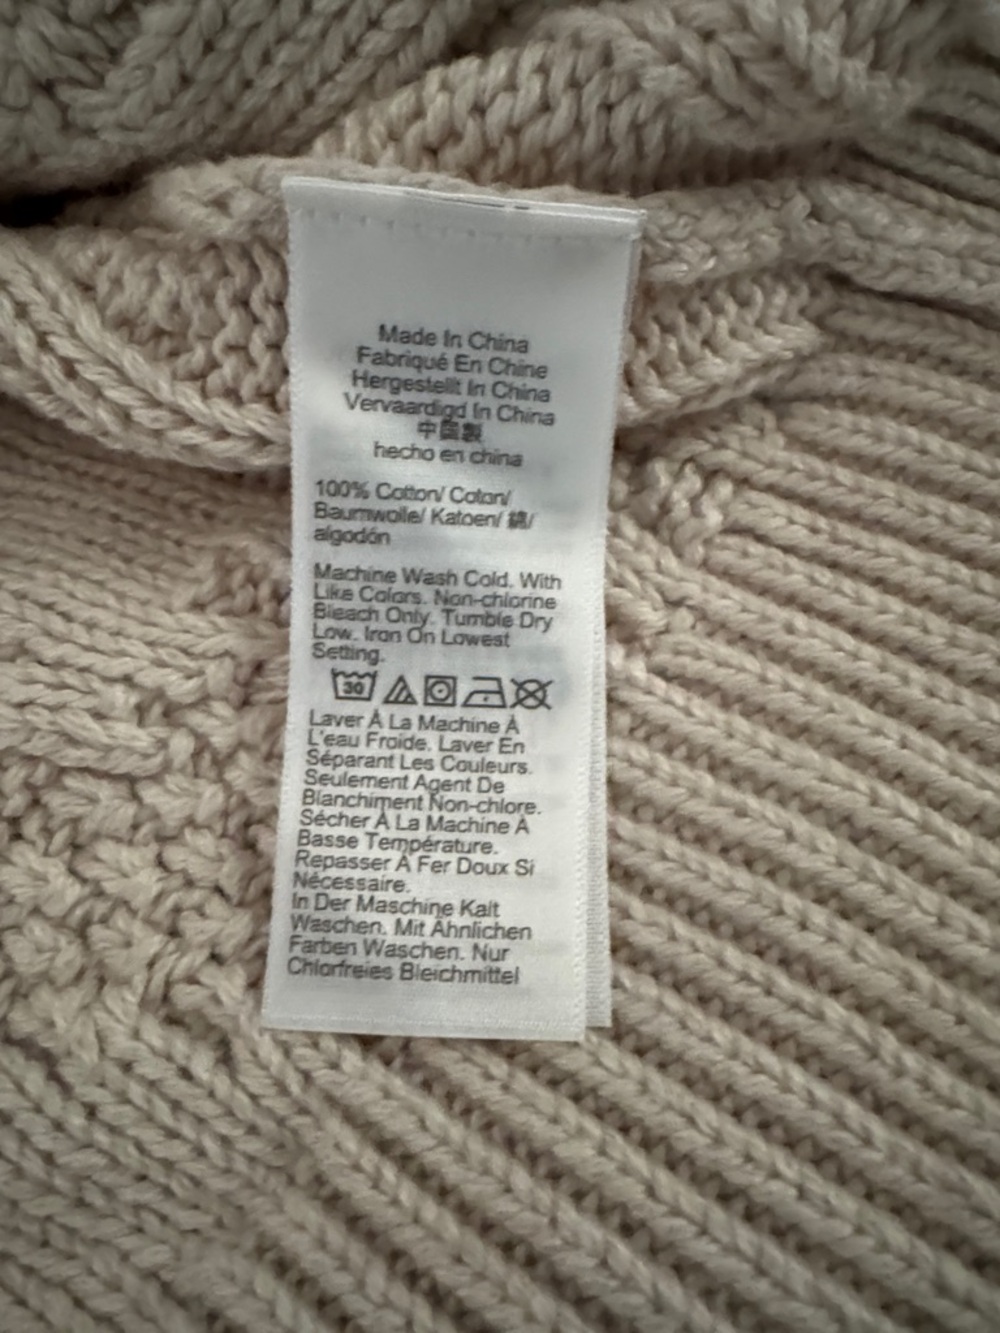 Made In China
Fabriqué En Chine
Hergestellt In China
Vervaardigd In China
中国製
hecho en china
100% Cotton/ Coton/
Baumwolle/ Katoen/ 綿/
algodón
Machine Wash Cold. With
Like Colors. Non-chlorine
Bleach Only. Tumble Dry
Low. Iron On Lowest
Setting.
30
Laver À La Machine À
L'eau Froide. Laver En
Séparant Les Couleurs.
Seulement Agent De
Blanchiment Non-chlore.
Sécher À La Machine À
Basse Température.
Repasser À Fer Doux Si
Nécessaire.
In Der Maschine Kalt
Waschen. Mit Ähnlichen
Farben Waschen. Nur
Chlorfreies Bleichmittel